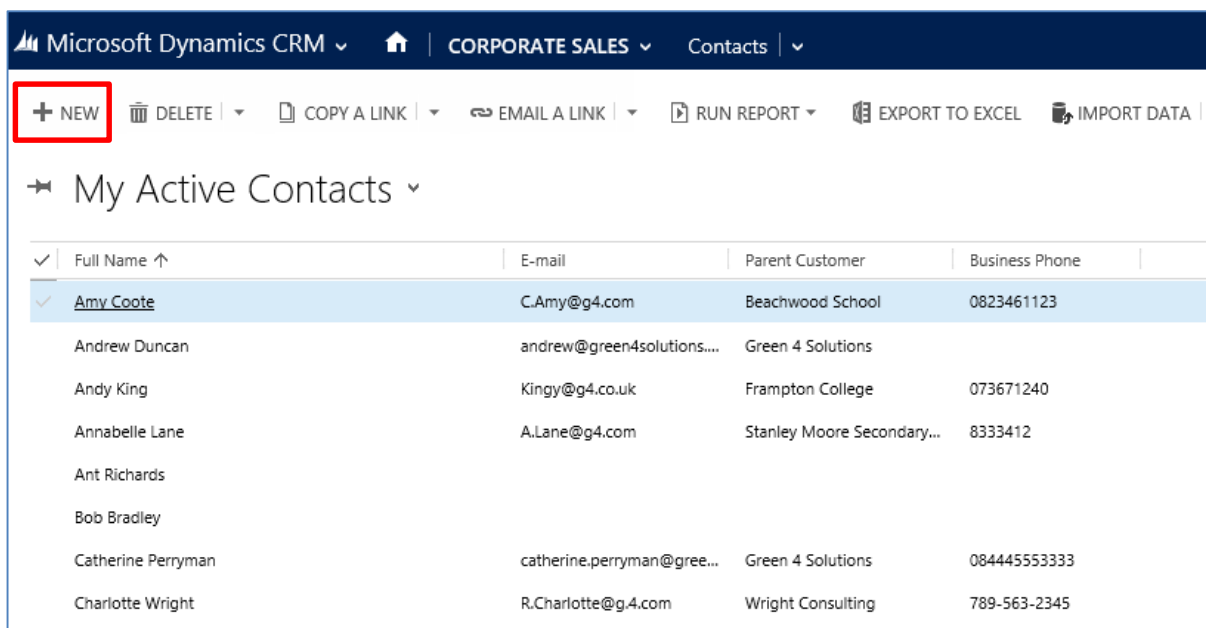 Microsoft Dynamics CRM CORPORATE SALES Contacts
NEW DELETE COPY A LINK EMAIL A LINK RUN REPORT EXPORT TO EXCEL IMPORT DATA
My Active Contacts
Full Name E-mail Parent Customer Business Phone
Amy Coote C.Amy@g4.com Beachwood School 0823461123
Andrew Duncan andrew@green4solutions.... Green 4 Solutions
Andy King Kingy@g4.co.uk Frampton College 073671240
Annabelle Lane A.Lane@g4.com Stanley Moore Secondary... 8333412
Ant Richards
Bob Bradley
Catherine Perryman catherine.perryman@gree... Green 4 Solutions 084445553333
Charlotte Wright R.Charlotte@g.4.com Wright Consulting 789-563-2345